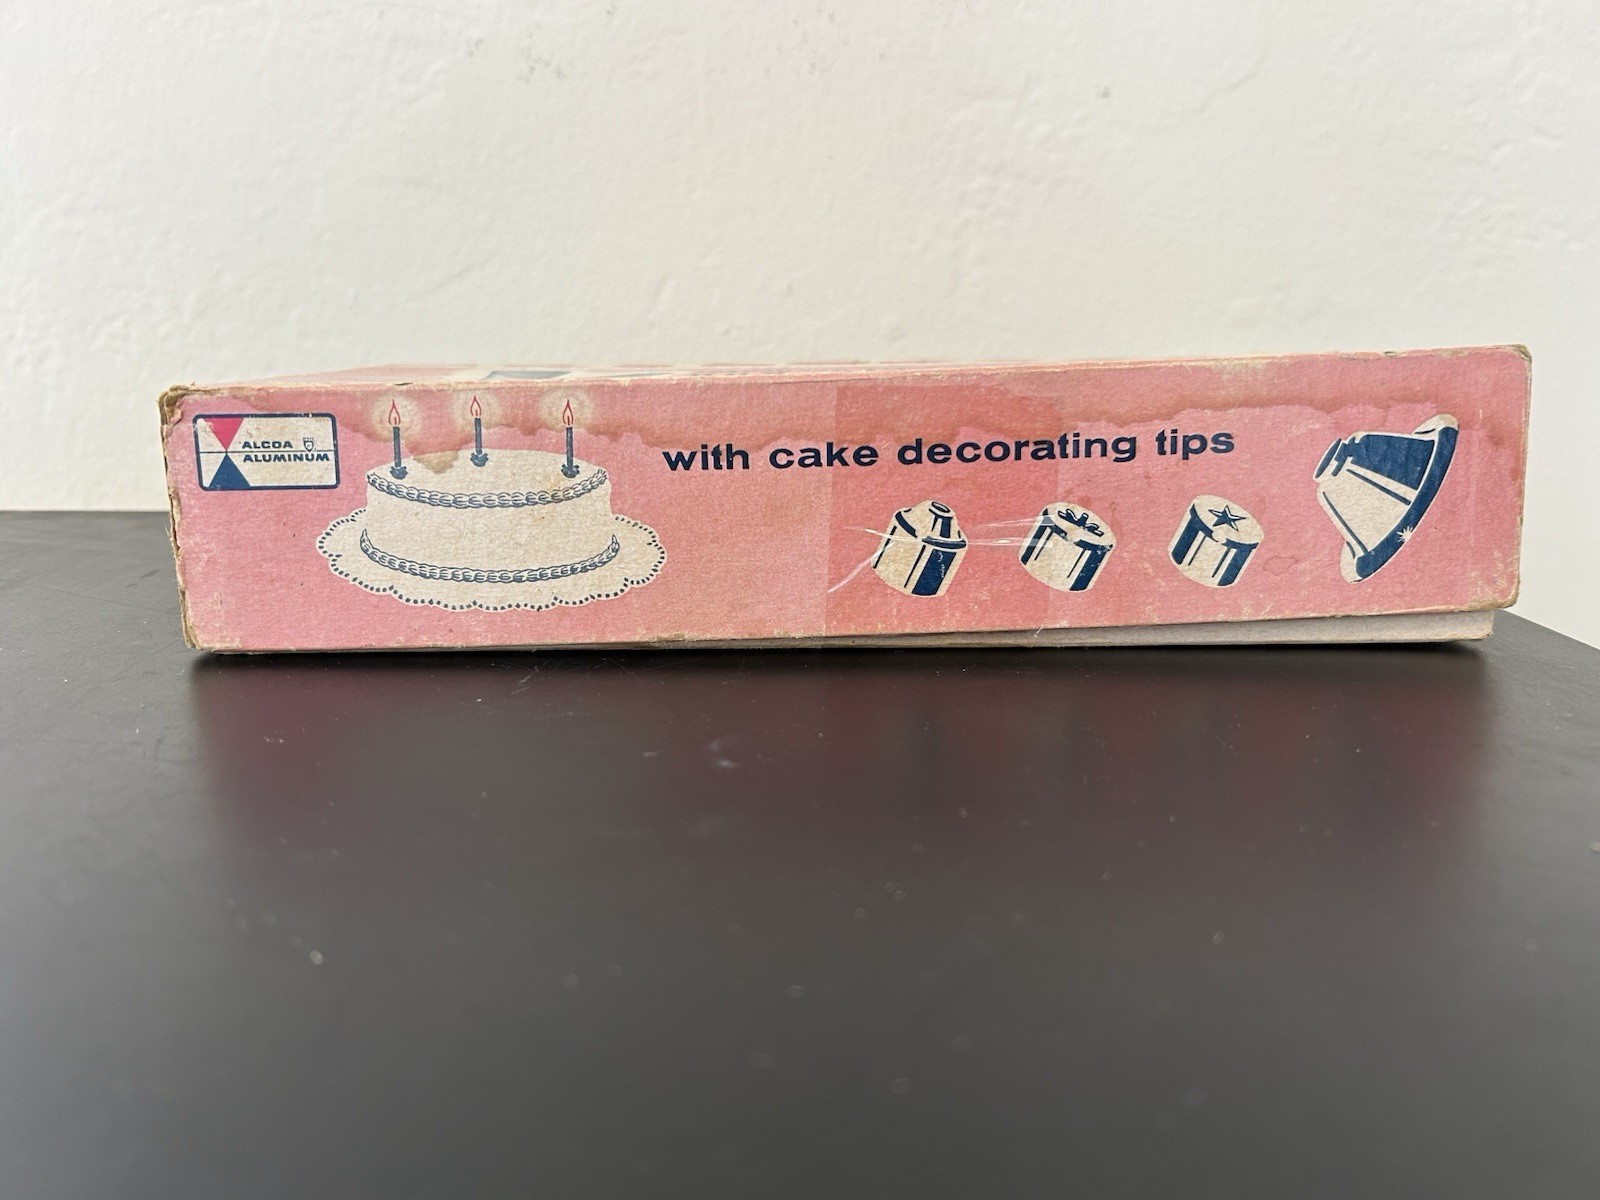 ALCOA
ALUMINUM
with cake decorating tips